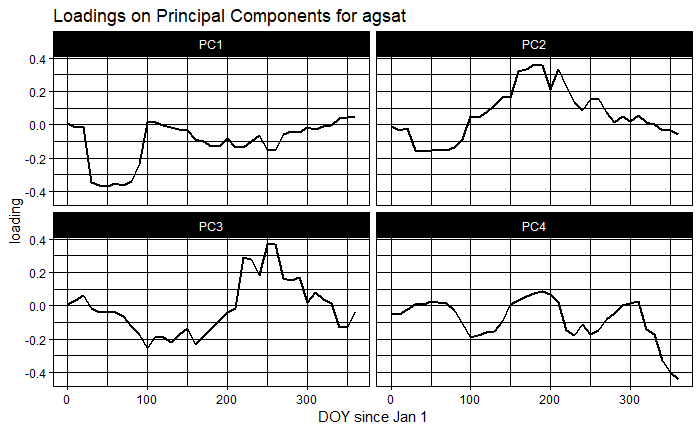 Loadings on Principal Components for agsat
PC1
PC2
0.4
0.2
0.0
-0.2
-0.4
PC3
PC4
0.4
0.2
0.0
-0.2
-0.4
loading
0 100 200 300 0 100 200 300
DOY since Jan 1